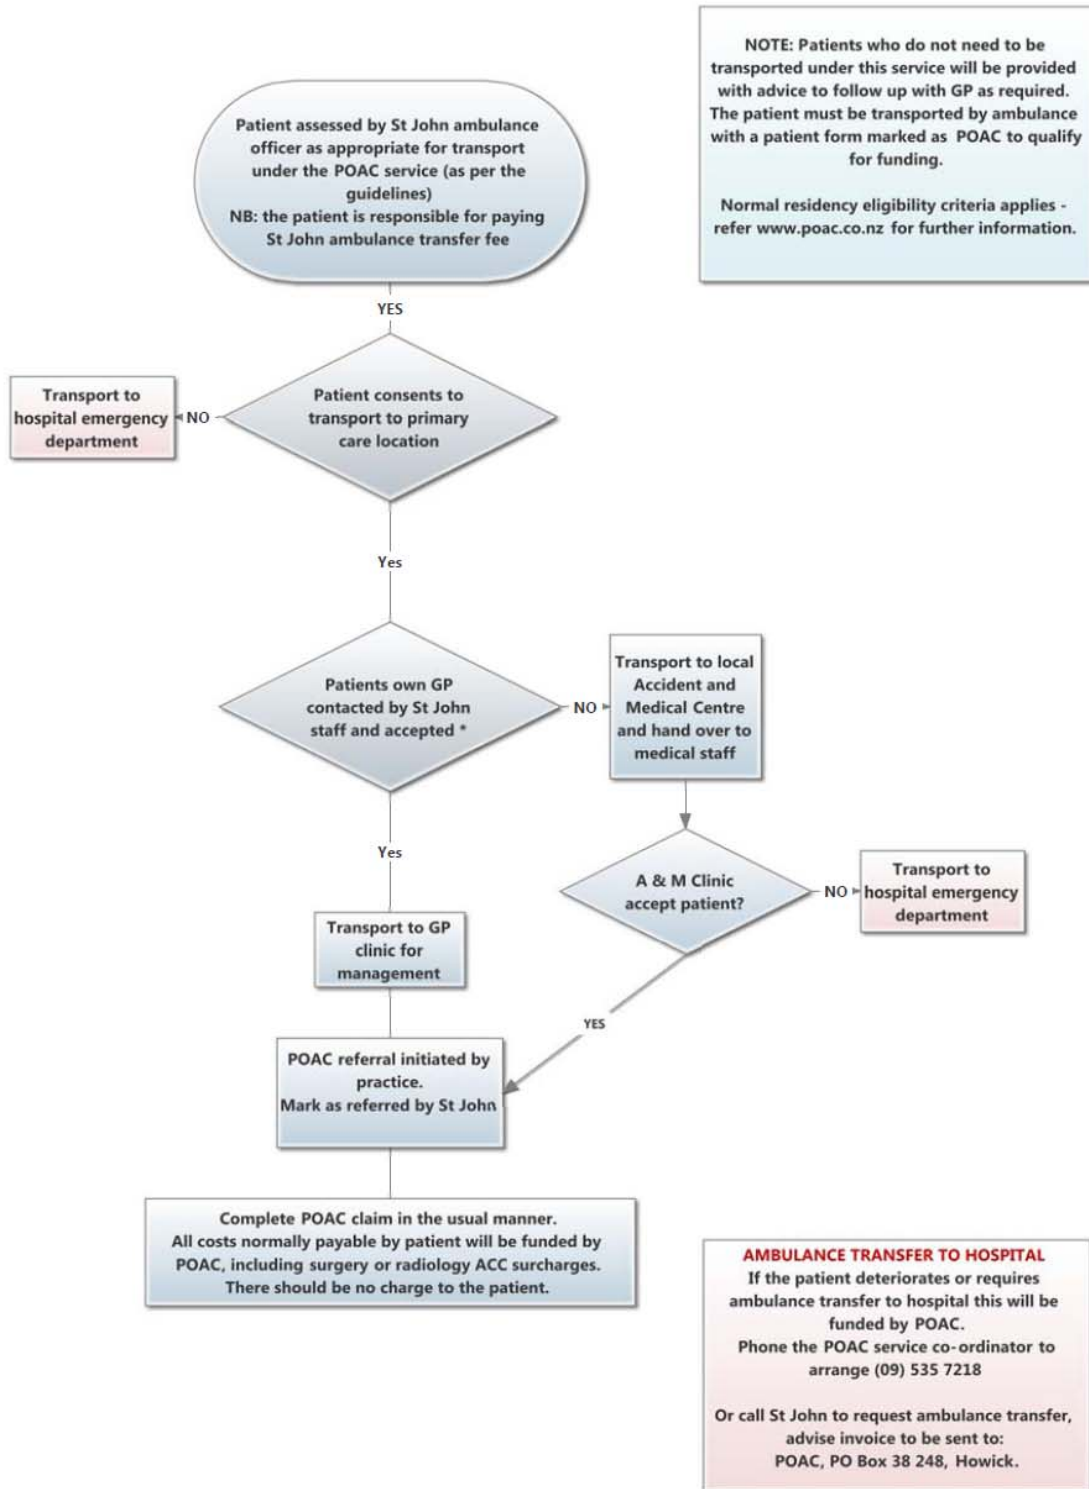 NOTE: Patients who do not need to be
transported under this service will be provided
with advice to follow up with GP as required.
The patient must be transported by ambulance
with a patient form marked as POAC to qualify
for funding.
Normal residency eligibility criteria applies -
refer www.poac.co.nz for further information.
Patient assessed by St John ambulance
officer as appropriate for transport
under the POAC service (as per the
guidelines)
NB: the patient is responsible for paying
St John ambulance transfer fee
YES
Patient consents to
transport to primary
care location
NO
Transport to
hospital emergency
department
Yes
Patients own GP
contacted by St John
staff and accepted *
NO
Transport to local
Accident and
Medical Centre
and hand over to
medical staff
Yes
A & M Clinic
accept patient?
NO
Transport to
hospital emergency
department
Transport to GP
clinic for
management
YES
POAC referral initiated by
practice.
Mark as referred by St John
Complete POAC claim in the usual manner.
All costs normally payable by patient will be funded by
POAC, including surgery or radiology ACC surcharges.
There should be no charge to the patient.
AMBULANCE TRANSFER TO HOSPITAL
If the patient deteriorates or requires
ambulance transfer to hospital this will be
funded by POAC.
Phone the POAC service co-ordinator to
arrange (09) 535 7218
Or call St John to request ambulance transfer,
advise invoice to be sent to:
POAC, PO Box 38 248, Howick.